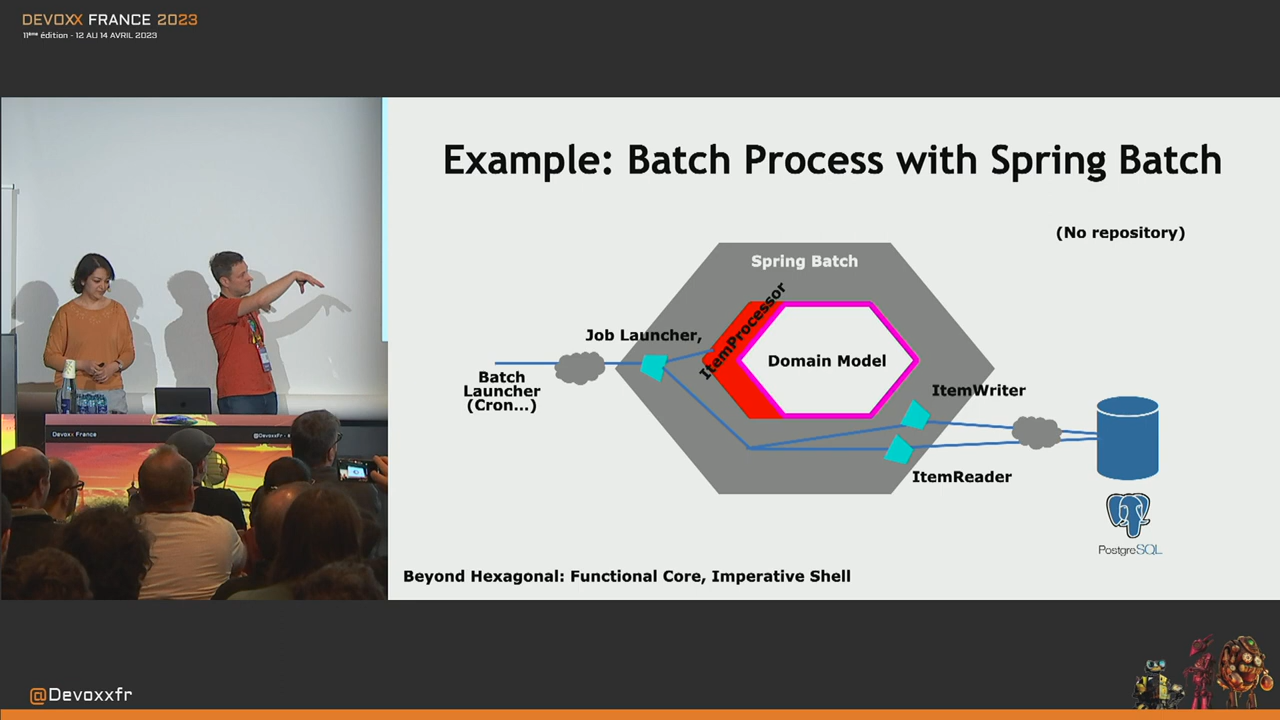 DEVOXX FRANCE 2023
11ème édition - 12 AU 14 AVRIL 2023
Example: Batch Process with Spring Batch
(No repository)
Spring Batch
ItemProcessor
Job Launcher,
Domain Model
Batch
Launcher
(Cron...)
ItemWriter
ItemReader
PostgreSQL
Beyond Hexagonal: Functional Core, Imperative Shell
Devoxx France
@DevoxxFr
@Devoxxfr